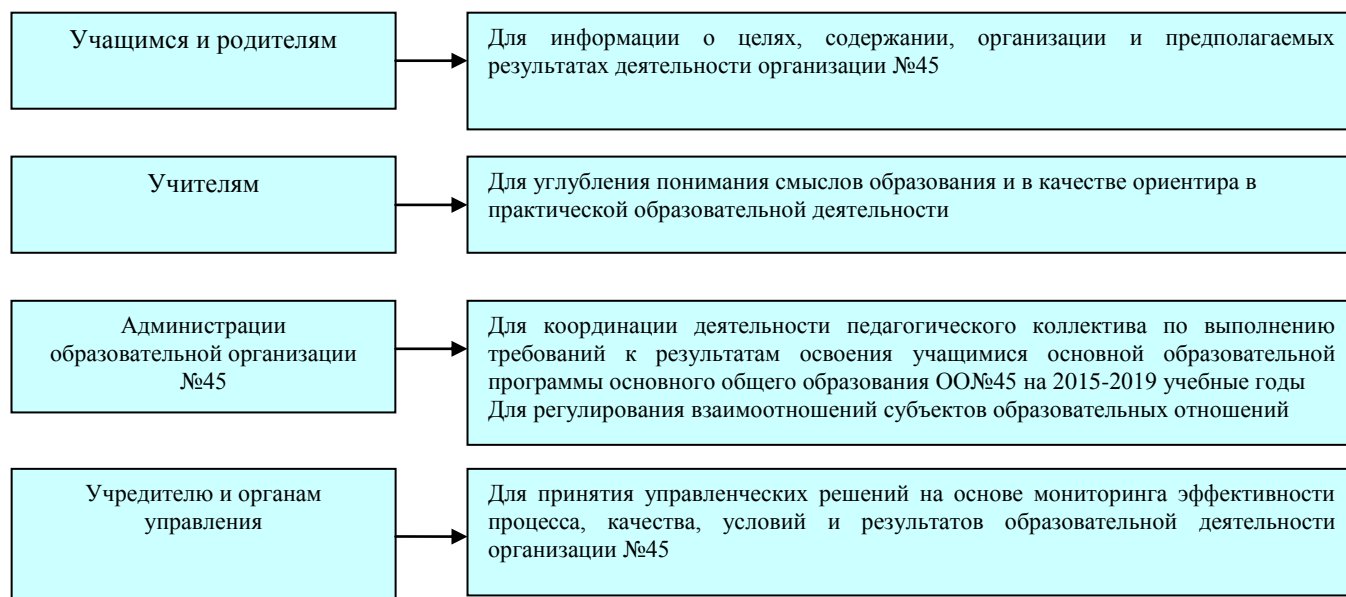 Учащимся и родителям
Для информации о целях, содержании, организации и предполагаемых
результатах деятельности организации №45
Учителям
Для углубления понимания смыслов образования и в качестве ориентира в
практической образовательной деятельности
Администрации
образовательной организации
№45
Для координации деятельности педагогического коллектива по выполнению
требований к результатам освоения учащимися основной образовательной
программы основного общего образования ОО№45 на 2015-2019 учебные годы
Для регулирования взаимоотношений субъектов образовательных отношений
Учредителю и органам
управления
Для принятия управленческих решений на основе мониторинга эффективности
процесса, качества, условий и результатов образовательной деятельности
организации №45